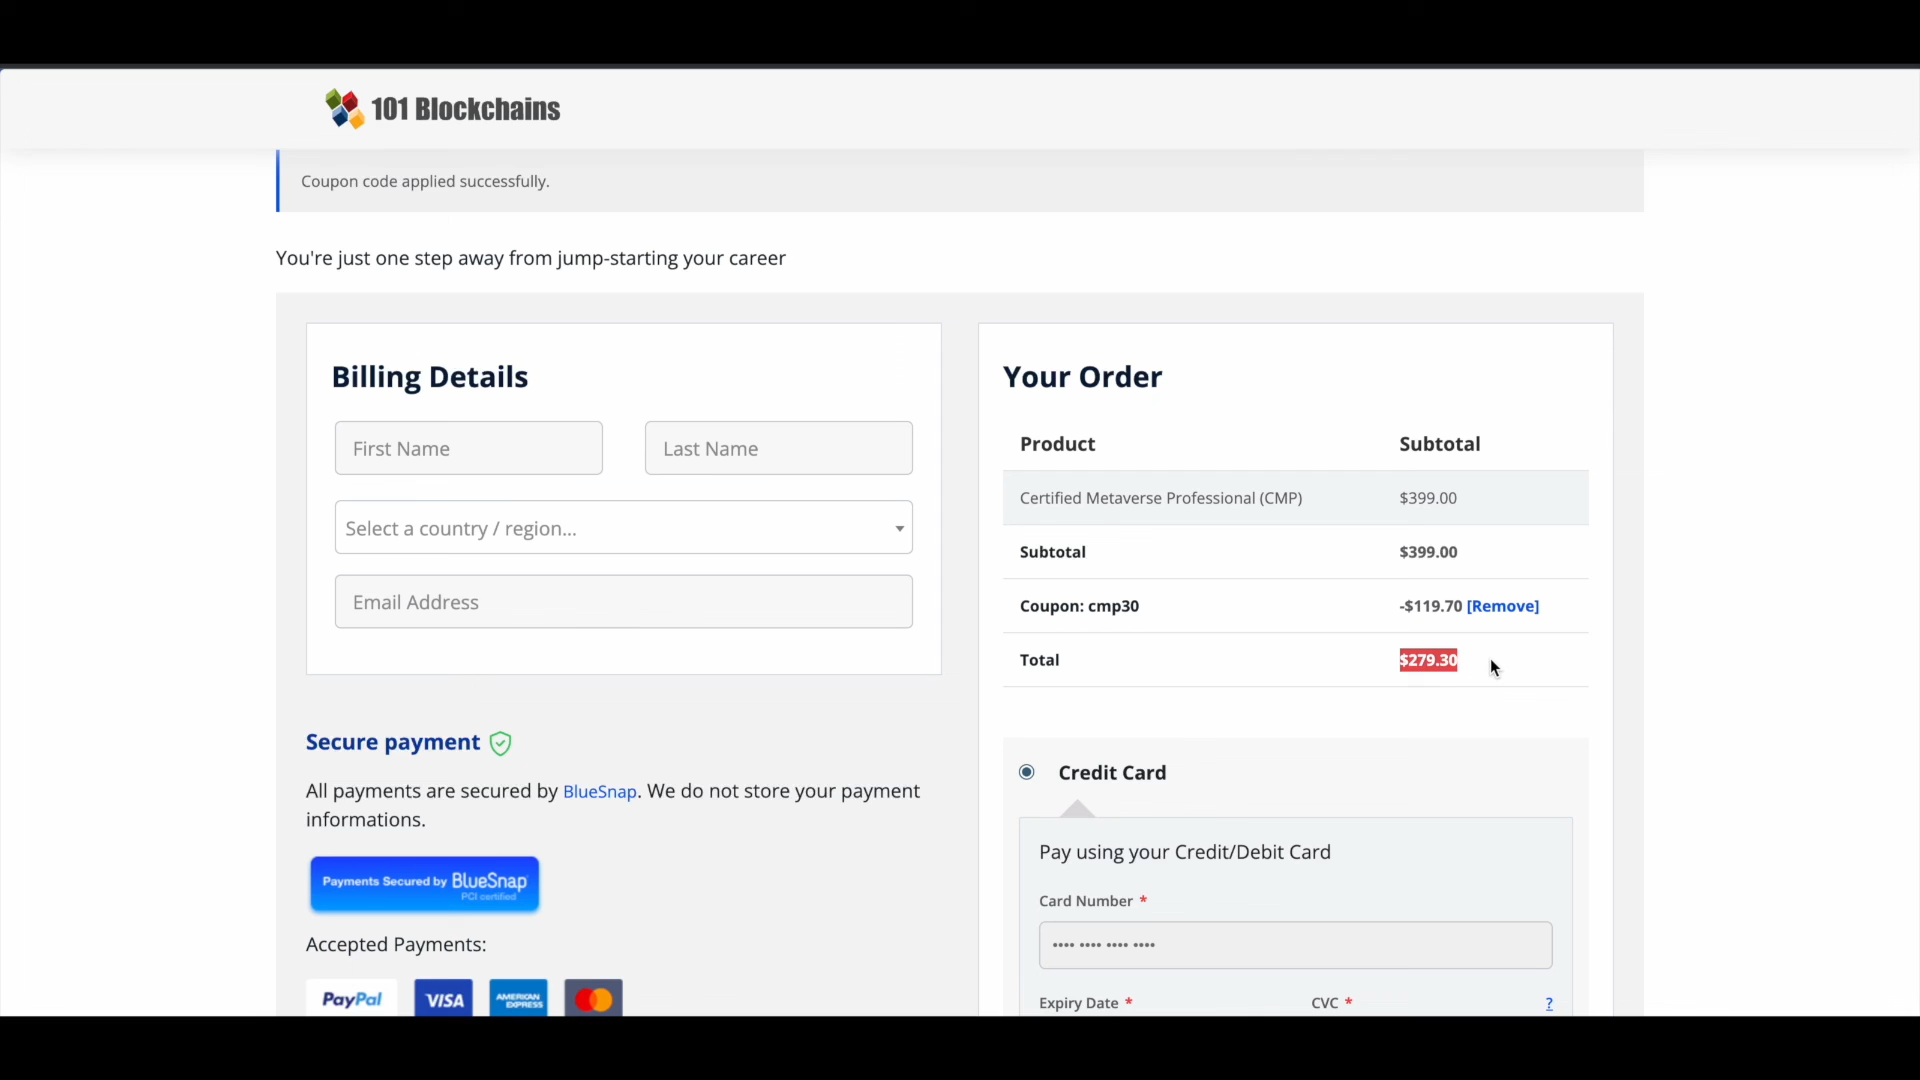 101 Blockchains
Coupon code applied successfully.
You're just one step away from jump-starting your career
Billing Details
First Name
Last Name
Select a country / region...
Email Address
Secure payment
All payments are secured by BlueSnap. We do not store your payment
informations.
Payments Secured by BlueSnap
PCI certified
Accepted Payments:
PayPal
VISA
AMERICAN
EXPRESS
Your Order
Product Subtotal
Certified Metaverse Professional (CMP) $399.00
Subtotal $399.00
Coupon: cmp30 -$119.70 [Remove]
Total $279.30
Credit Card
Pay using your Credit/Debit Card
Card Number *
•••• •••• •••• ••••
Expiry Date * CVC * ?